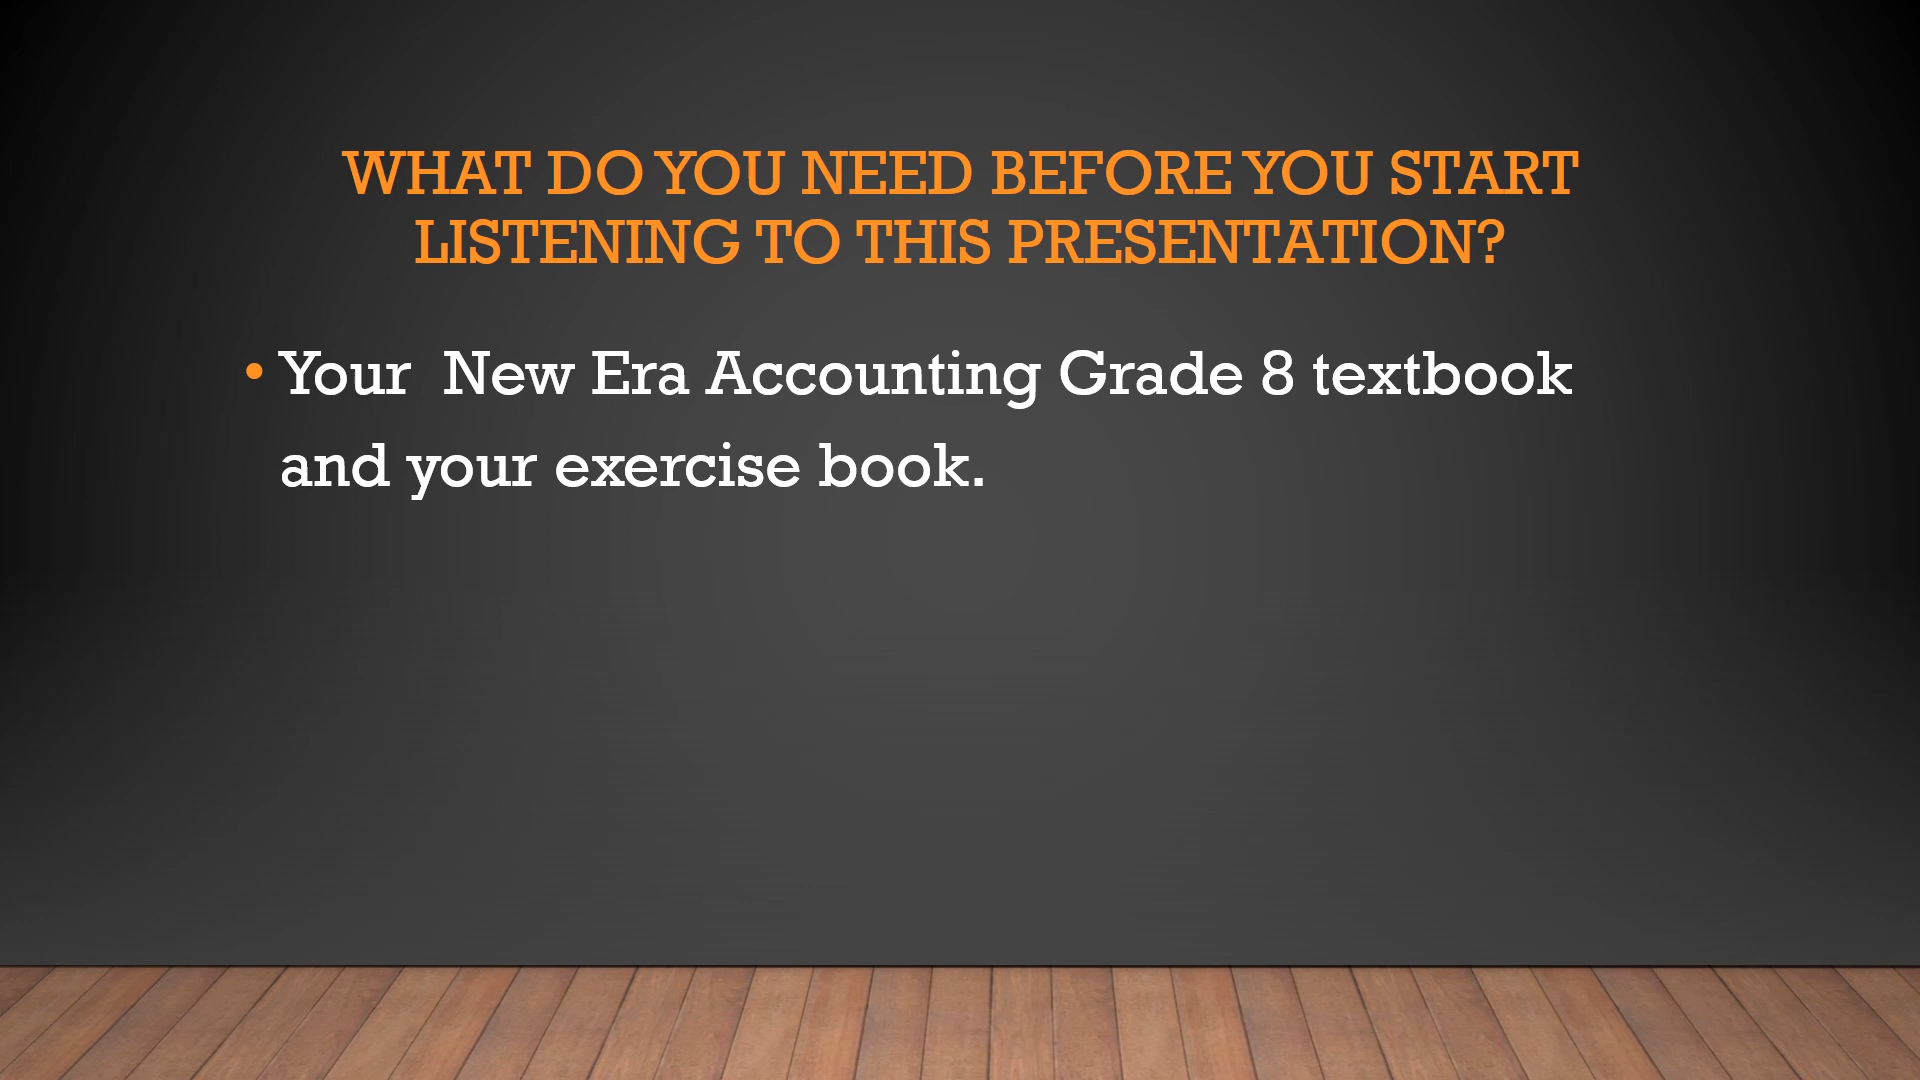 WHAT DO YOU NEED BEFORE YOU START
LISTENING TO THIS PRESENTATION?
• Your  New Era Accounting Grade 8 textbook
and your exercise book.